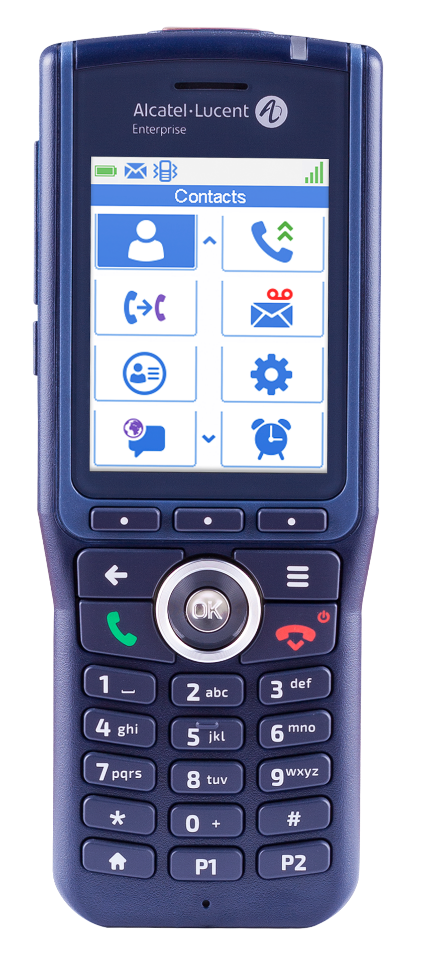 Alcatel·Lucent
Enterprise
Contacts
OK
1 ⎵
2 abc
3 def
4 ghi
5 jkl
6 mno
7 pqrs
8 tuv
9 wxyz
*
0 +
#
P1
P2